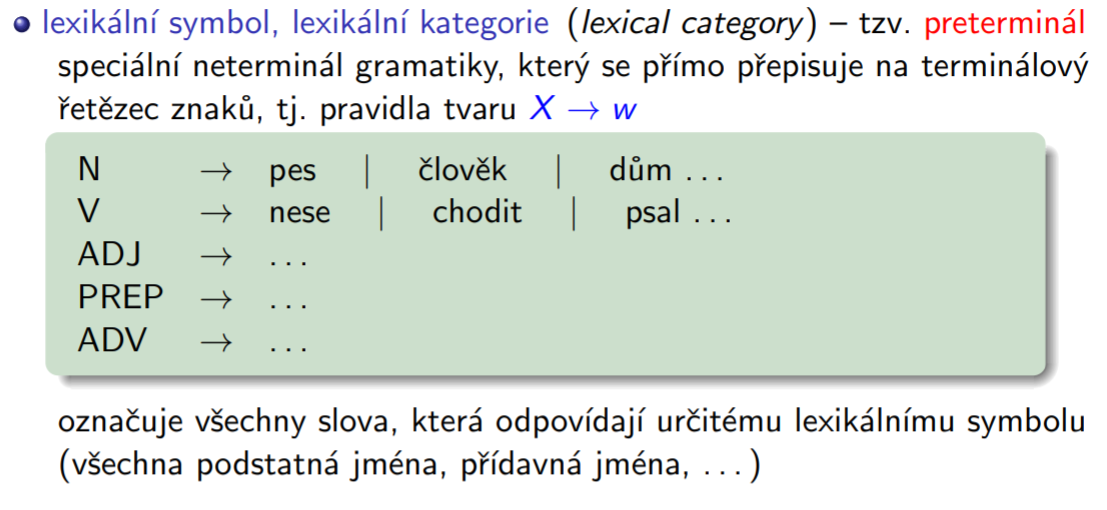 lexikální symbol, lexikální kategorie (lexical category) – tzv. preterminál
speciální neterminál gramatiky, který se přímo přepisuje na terminálový
řetězec znaků, tj. pravidla tvaru X → w
N → pes | člověk | dům ...
V → nese | chodit | psal ...
ADJ → ...
PREP → ...
ADV → ...
označuje všechny slova, která odpovídají určitému lexikálnímu symbolu
(všechna podstatná jména, přídavná jména, ...)